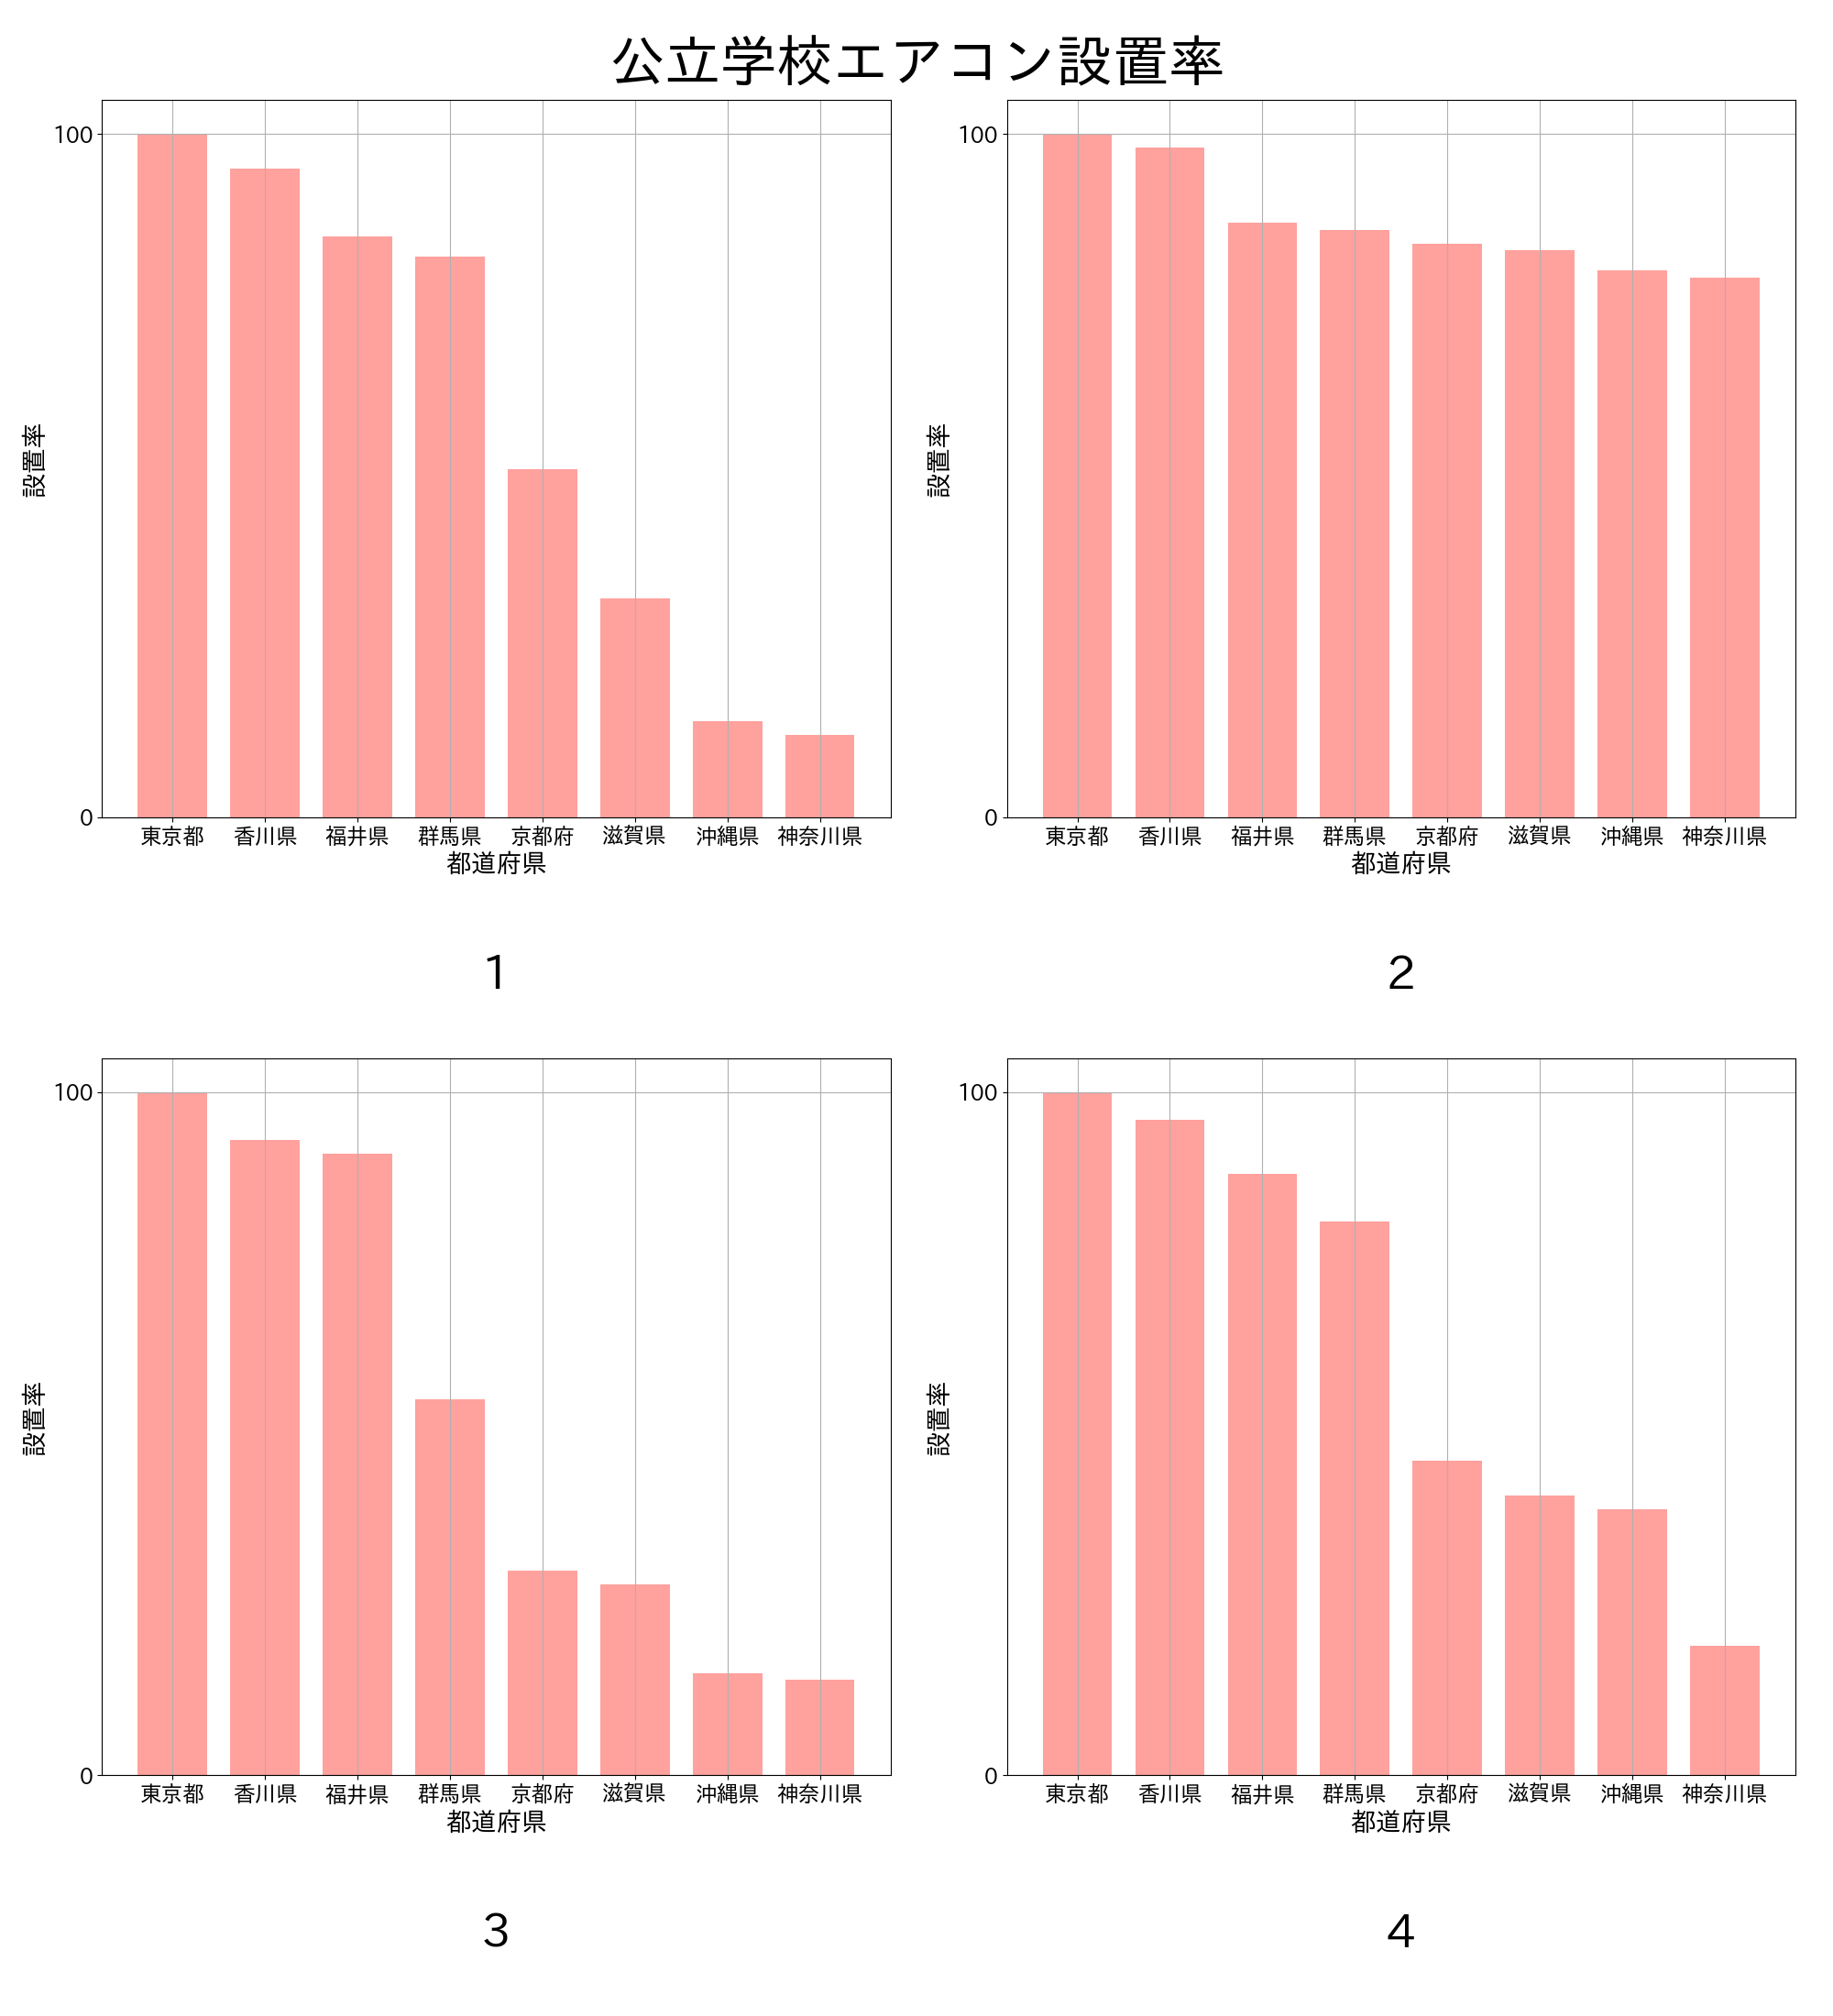 公立学校エアコン設置率
100
0
設置率
東京都 香川県 福井県 群馬県 京都府 滋賀県 沖縄県 神奈川県
都道府県
1
100
0
設置率
東京都 香川県 福井県 群馬県 京都府 滋賀県 沖縄県 神奈川県
都道府県
2
100
0
設置率
東京都 香川県 福井県 群馬県 京都府 滋賀県 沖縄県 神奈川県
都道府県
3
100
0
設置率
東京都 香川県 福井県 群馬県 京都府 滋賀県 沖縄県 神奈川県
都道府県
4